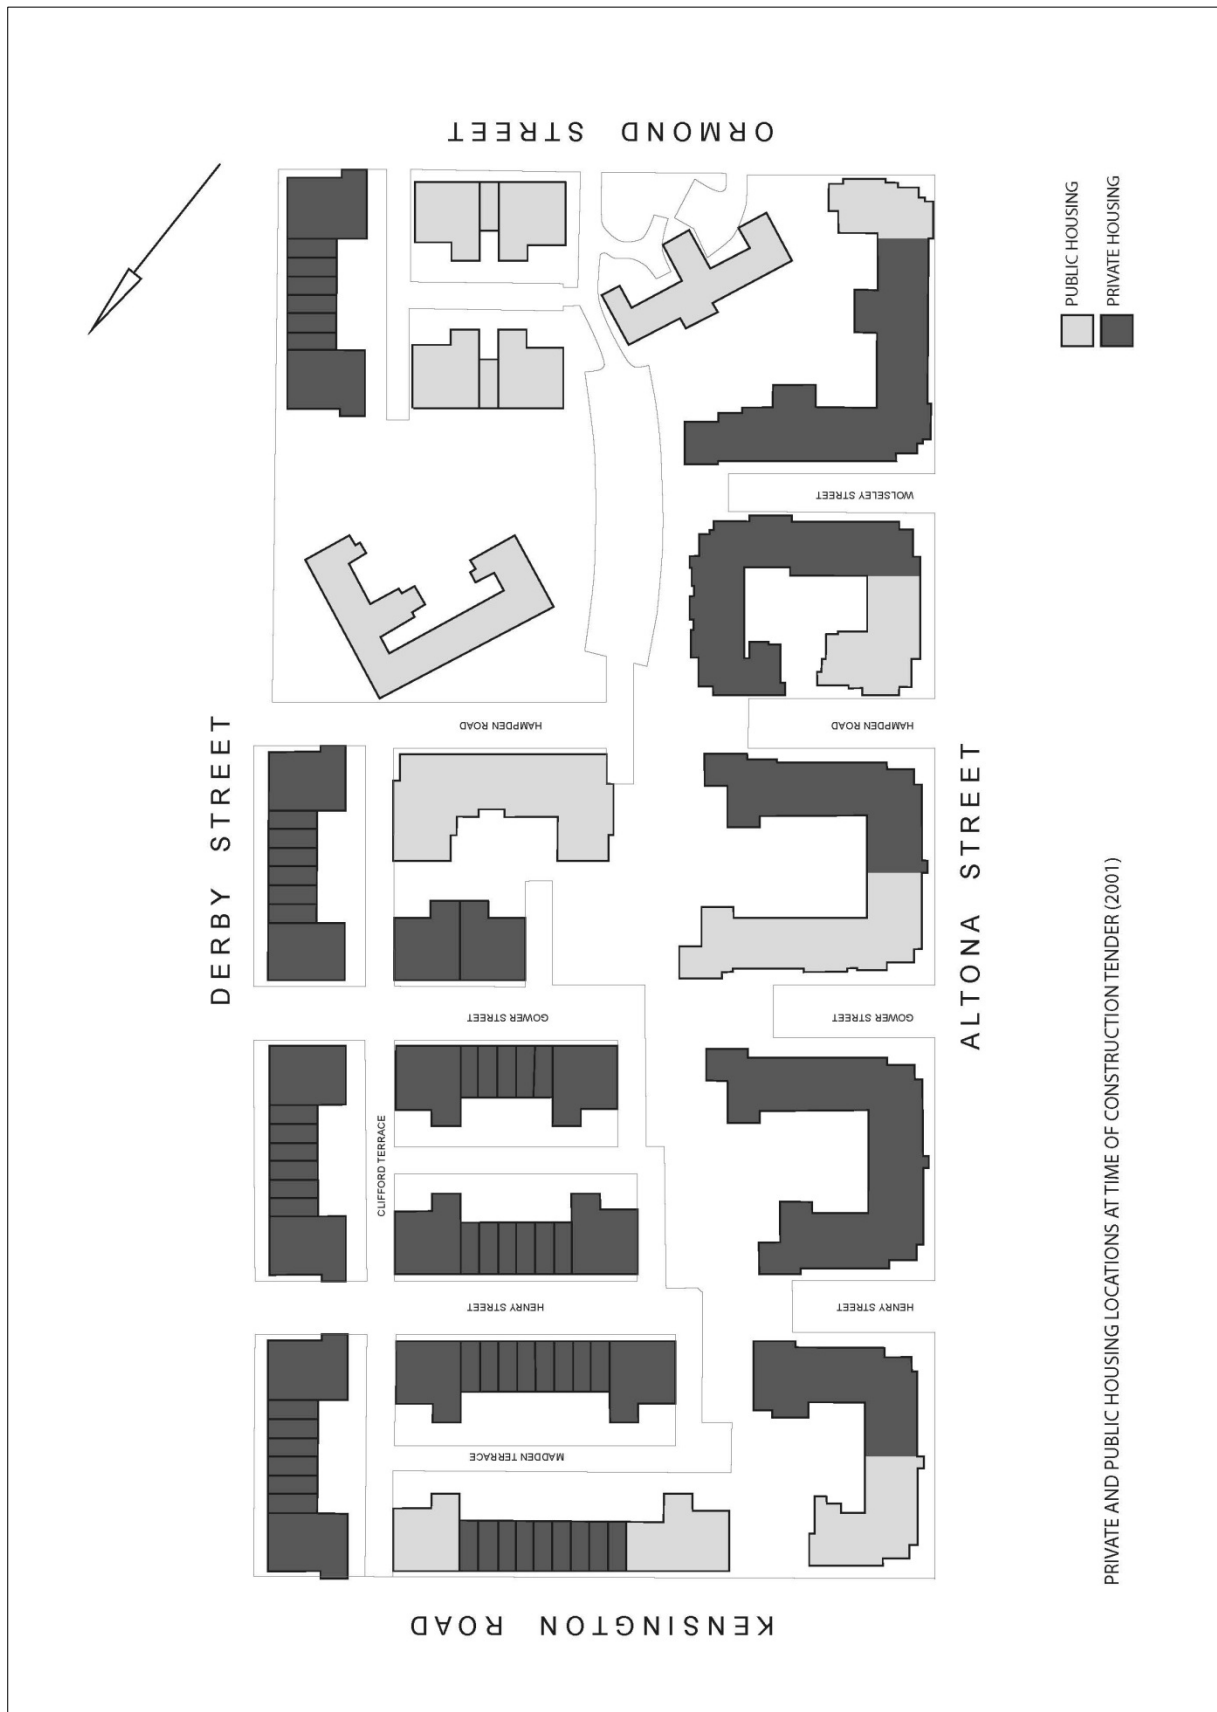 ORMOND STREET
PUBLIC HOUSING
PRIVATE HOUSING
WOLSELEY STREET
HAMPDEN ROAD
HAMPDEN ROAD
DERBY STREET
ALTONA STREET
GOWER STREET
GOWER STREET
CLIFFORD TERRACE
HENRY STREET
HENRY STREET
MADDEN TERRACE
KENSINGTON ROAD
PRIVATE AND PUBLIC HOUSING LOCATIONS AT TIME OF CONSTRUCTION TENDER (2001)